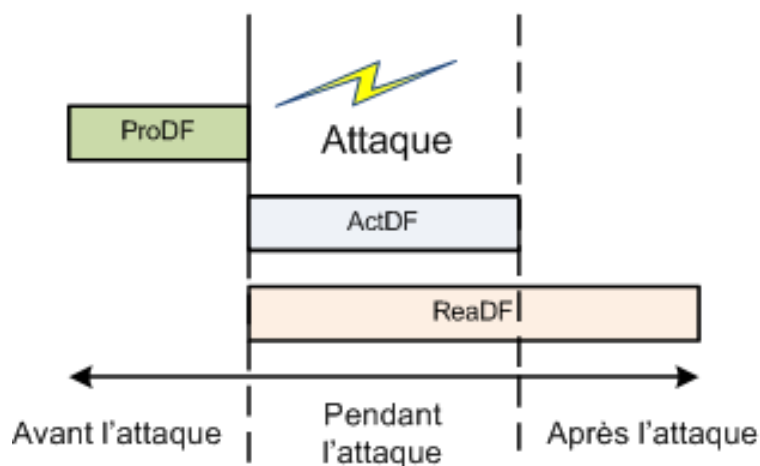 ProDF
Attaque
ActDF
ReaDF
Avant l'attaque
Pendant
l'attaque
Après l'attaque